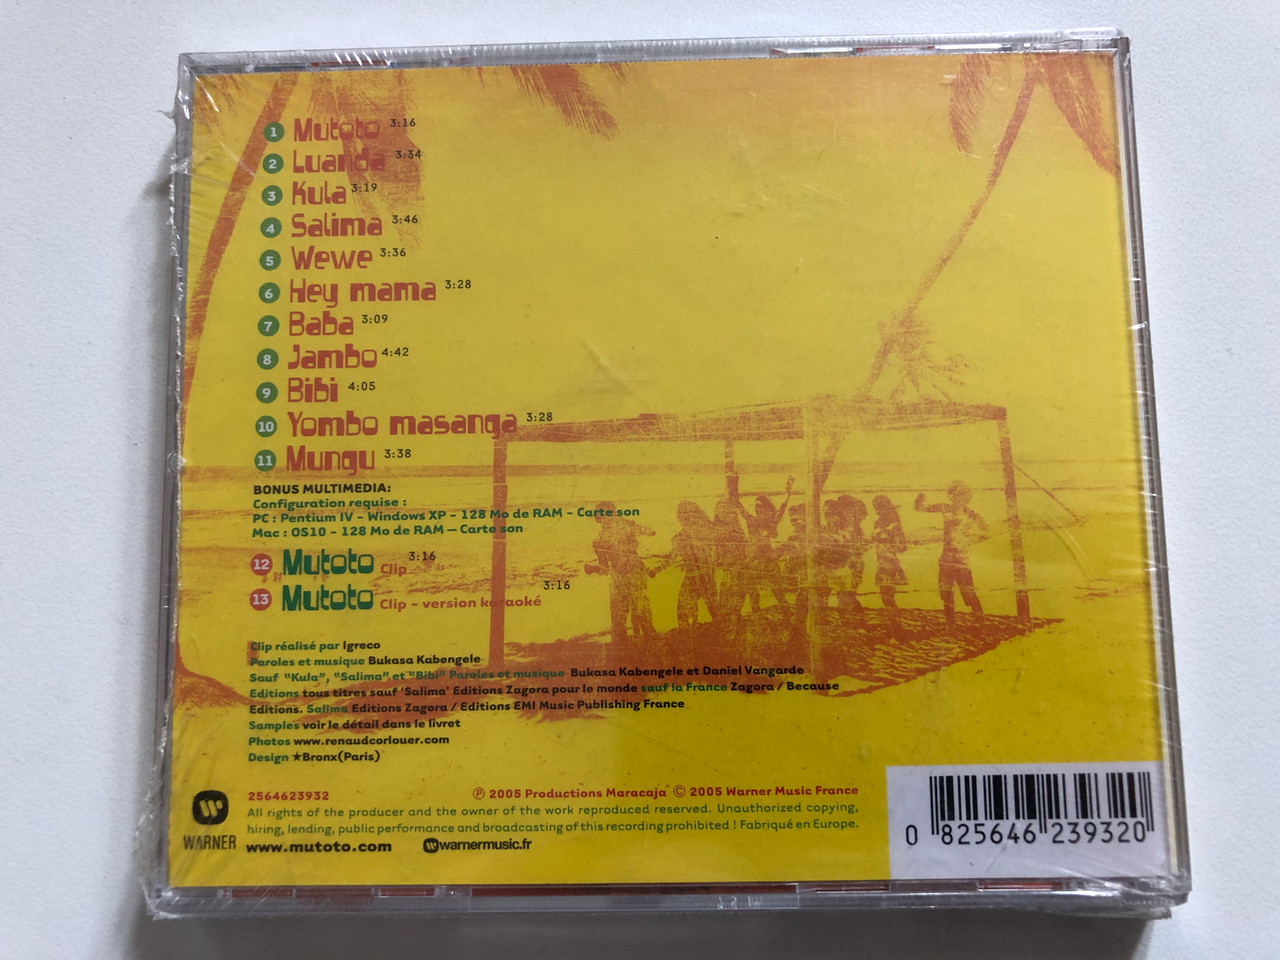 1 Mutoto 3:16
2 Luanda 3:34
3 Kula 3:19
4 Salima 3:46
5 Wewe 3:36
6 Hey mama 3:28
7 Baba 3:09
8 Jambo 4:42
9 Bibi 4:05
10 Yombo masanga 3:28
11 Mungu 3:38
BONUS MULTIMEDIA:
Configuration requise :
PC : Pentium IV - Windows XP - 128 Mo de RAM - Carte son
Mac : OS10 - 128 Mo de RAM — Carte son
12 Mutoto Clip 3:16
13 Mutoto Clip - version karaoké 3:16
Clip réalisé par Igreco
Paroles et musique Bukasa Kabengele
Sauf "Kula", "Salima" et "Bibi" Paroles et musique Bukasa Kabengele et Daniel Vangarde
Editions tous titres sauf 'Salima' Editions Zagora pour le monde sauf la France Zagora / Because
Editions. Salima Editions Zagora / Editions EMI Music Publishing France
Samples voir le détail dans le livret
Photos www.renaudcorlouer.com
Design ★Bronx(Paris)
2564623932 ℗ 2005 Productions Maracaja © 2005 Warner Music France
All rights of the producer and the owner of the work reproduced reserved. Unauthorized copying,
hiring, lending, public performance and broadcasting of this recording prohibited ! Fabriqué en Europe.
WARNER www.mutoto.com warnermusic.fr
0 825646 239320